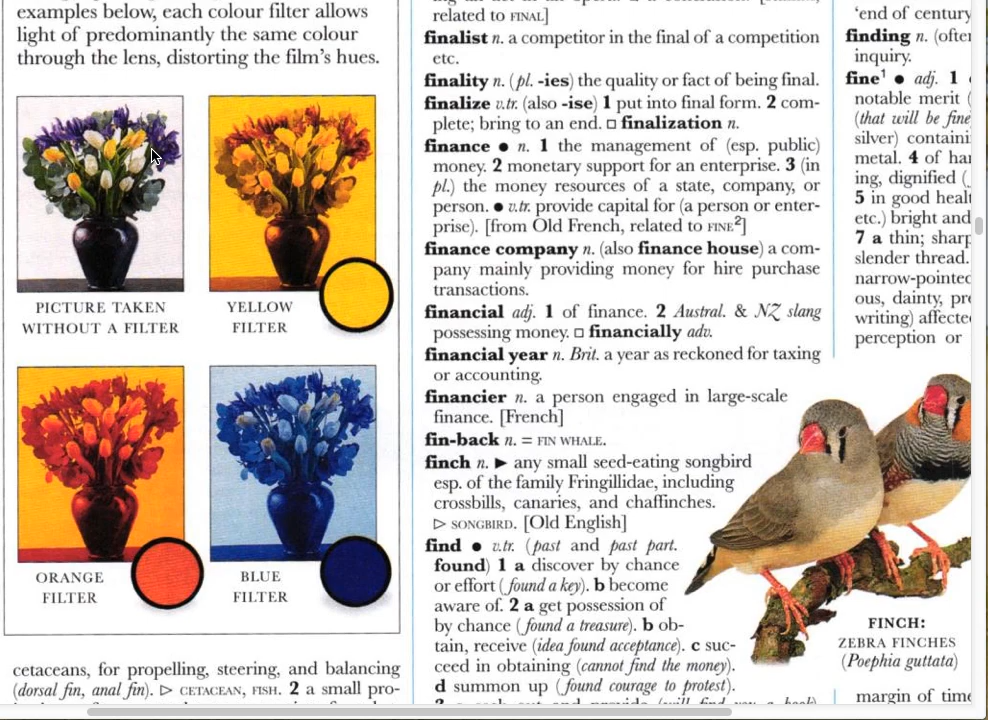 examples below, each colour filter allows
light of predominantly the same colour
through the lens, distorting the film's hues.
PICTURE TAKEN
WITHOUT A FILTER
YELLOW
FILTER
ORANGE
FILTER
BLUE
FILTER
cetaceans, for propelling, steering, and balancing
(dorsal fin, anal fin). ▷ CETACEAN, FISH. 2 a small pro-
related to FINAL]
finalist n. a competitor in the final of a competition
etc.
finality n. (pl. -ies) the quality or fact of being final.
finalize v.tr. (also -ise) 1 put into final form. 2 com-
plete; bring to an end. □ finalization n.
finance ● n. 1 the management of (esp. public)
money. 2 monetary support for an enterprise. 3 (in
pl.) the money resources of a state, company, or
person. ● v.tr. provide capital for (a person or enter-
prise). [from Old French, related to FINE²]
finance company n. (also finance house) a com-
pany mainly providing money for hire purchase
transactions.
financial adj. 1 of finance. 2 Austral. & NZ slang
possessing money. □ financially adv.
financial year n. Brit. a year as reckoned for taxing
or accounting.
financier n. a person engaged in large-scale
finance. [French]
fin-back n. = FIN WHALE.
finch n. ► any small seed-eating songbird
esp. of the family Fringillidae, including
crossbills, canaries, and chaffinches.
▷ SONGBIRD. [Old English]
find ● v.tr. (past and past part.
found) 1 a discover by chance
or effort (found a key). b become
aware of. 2 a get possession of
by chance (found a treasure). b ob-
tain, receive (idea found acceptance). c suc-
ceed in obtaining (cannot find the money).
d summon up (found courage to protest).
'end of century
finding n. (often
inquiry.
fine¹ ● adj. 1
notable merit (
(that will be fine
silver) containi
metal. 4 of ha
ing, dignified (
5 in good healt
etc.) bright and
7 a thin; sharp
slender thread.
narrow-pointed
ous, dainty, pre
writing) affecte
perception or
FINCH:
ZEBRA FINCHES
(Poephia guttata)
margin of time